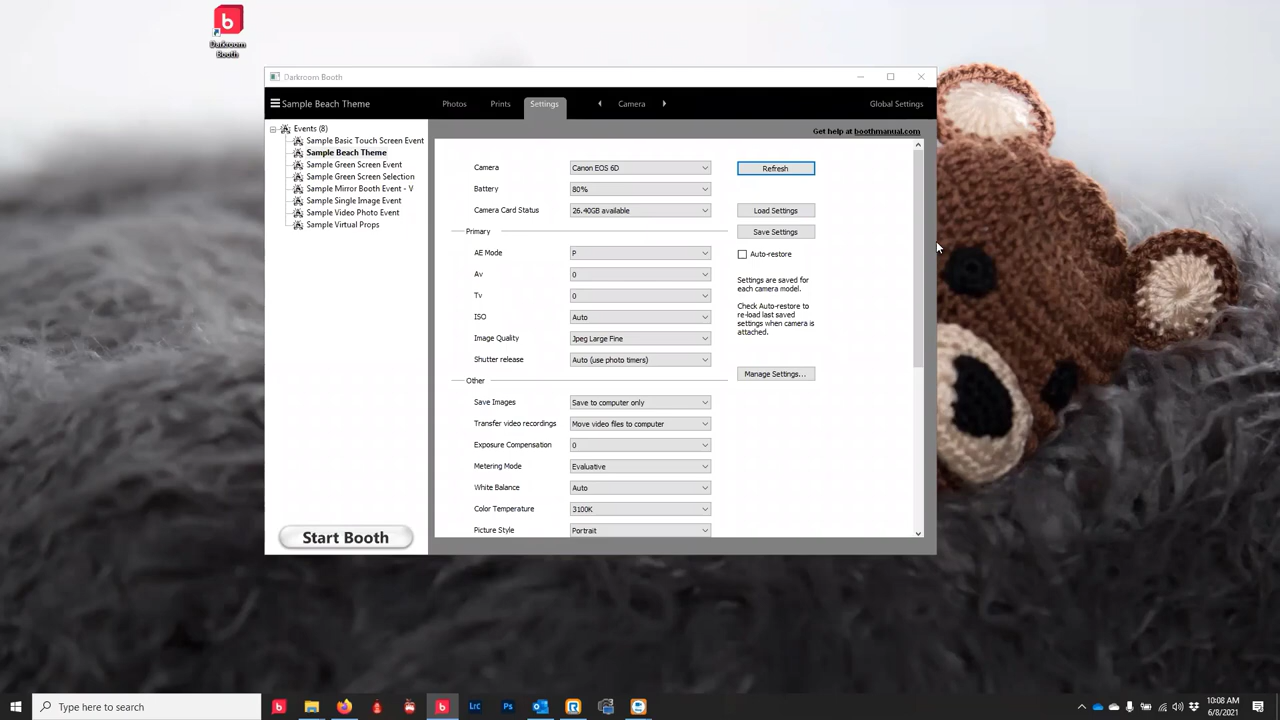 Darkroom
Booth
Darkroom Booth
Sample Beach Theme
Photos
Prints
Settings
Camera
Global Settings
Get help at boothmanual.com
Events (8)
Sample Basic Touch Screen Event
Sample Beach Theme
Sample Green Screen Event
Sample Green Screen Selection
Sample Mirror Booth Event - V
Sample Single Image Event
Sample Video Photo Event
Sample Virtual Props
Start Booth
Camera Canon EOS 6D Refresh
Battery 80%
Camera Card Status 26.40GB available Load Settings
Primary Save Settings
AE Mode P Auto-restore
Av 0
Settings are saved for
each camera model.
Tv 0
Check Auto-restore to
re-load last saved
settings when camera is
attached.
ISO Auto
Image Quality Jpeg Large Fine
Shutter release Auto (use photo timers)
Manage Settings...
Other
Save Images Save to computer only
Transfer video recordings Move video files to computer
Exposure Compensation 0
Metering Mode Evaluative
White Balance Auto
Color Temperature 3100K
Picture Style Portrait
Type here to search
Lrc
Ps
10:08 AM
6/8/2021